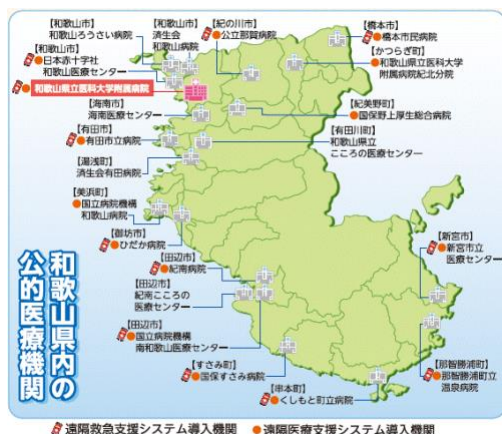 【和歌山市】
和歌山ろうさい病院
【和歌山市】
済生会
和歌山病院
【紀の川市】
公立那賀病院
【橋本市】
橋本市民病院
【和歌山市】
日本赤十字社
和歌山医療センター
【かつらぎ町】
和歌山県立医科大学
附属病院紀北分院
和歌山県立医科大学附属病院
【海南市】
海南医療センター
【紀美野町】
国保野上厚生総合病院
【有田市】
有田市立病院
【有田川町】
和歌山県立
こころの医療センター
【湯浅町】
済生会有田病院
【美浜町】
国立病院機構
和歌山病院
【御坊市】
ひだか病院
【田辺市】
紀南病院
【田辺市】
紀南こころの
医療センター
【田辺市】
国立病院機構
南和歌山医療センター
【新宮市】
新宮市立
医療センター
【すさみ町】
国保すさみ病院
【串本町】
くしもと町立病院
【那智勝浦町】
那智勝浦町立
温泉病院
和歌山県内の
公的医療機関
遠隔救急支援システム導入機関 ●遠隔医療支援システム導入機関